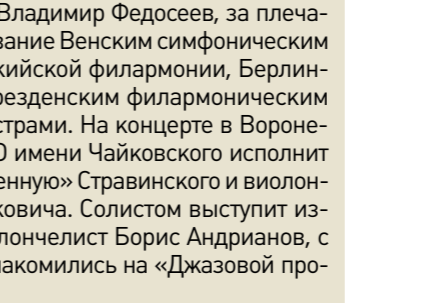 Владимир Федосеев, за плеча-
вание Венским симфоническим
кийской филармонии, Берлин-
резденским филармоническим
страми. На концерте в Вороне-
О имени Чайковского исполнит
енную» Стравинского и виолон-
ковича. Солистом выступит из-
лончелист Борис Андрианов, с
накомились на «Джазовой про-